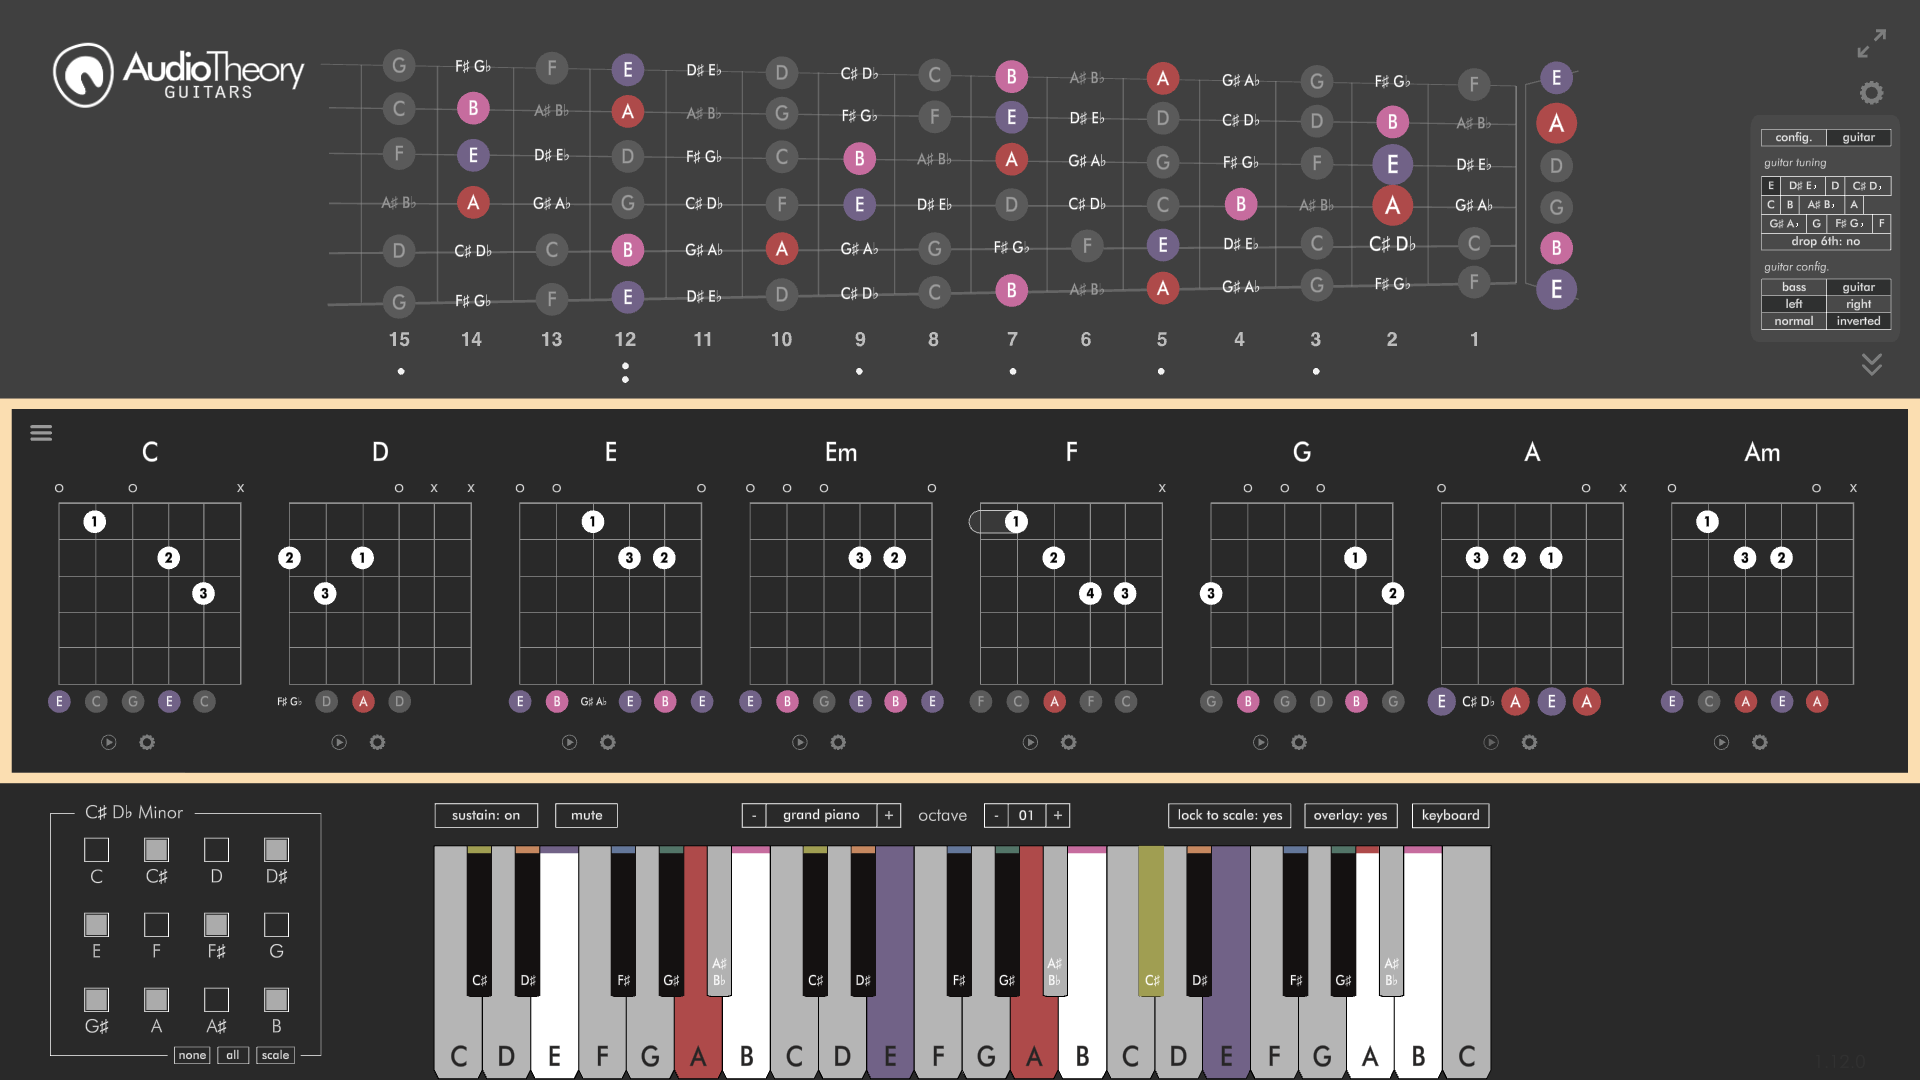 AudioTheory
GUITARS
G F♯ G♭ F E D♯ E♭ D C♯ D♭ C B A♯ B♭ A G♯ A♭ G F♯ G♭ F E
C B A♯ B♭ A A♯ B♭ G F♯ G♭ F E D♯ E♭ D C♯ D♭ D B A♯ B♭ A
F E D♯ E♭ D F♯ G♭ C B A♯ B♭ A G♯ A♭ G F♯ G♭ F E D♯ E♭ D
A♯ B♭ A G♯ A♭ G C♯ D♭ F E D♯ E♭ D C♯ D♭ C B A♯ B♭ A G♯ A♭ G
D C♯ D♭ C B G♯ A♭ A G♯ A♭ G F♯ G♭ F E D♯ E♭ C C♯ D♭ C B
G F♯ G♭ F E D♯ E♭ D C♯ D♭ C B A♯ B♭ A G♯ A♭ G F♯ G♭ F E
15 14 13 12 11 10 9 8 7 6 5 4 3 2 1
config. guitar
guitar tuning
E D♯ E♭ D C♯ D♭
C B A♯ B♭ A
G♯ A♭ G F♯ G♭ F
drop 6th: no
guitar config.
bass guitar
left right
normal inverted
C D E Em F G A Am
o o x o x x o o o o o o o x o o o o o x o o x
1 1 1 1
2 2 1 3 2 3 2 2 1 3 2 1 3 2
3 3 4 3 3 2
E C G E C F♯ G♭ D A D E B G♯ A♭ E B E E B G E B E F C A F C G B G D B G E C♯ D♭ A E A E C A E A
C♯ D♭ Minor
C C♯ D D♯
E F F♯ G
G♯ A A♯ B
none all scale
sustain: on mute - grand piano + octave - 01 + lock to scale: yes overlay: yes keyboard
A♯ A♯ A♯
C♯ D♯ F♯ G♯ B♭ C♯ D♯ F♯ G♯ B♭ C♯ D♯ F♯ G♯ B♭
C D E F G A B C D E F G A B C D E F G A B C
1.12.0